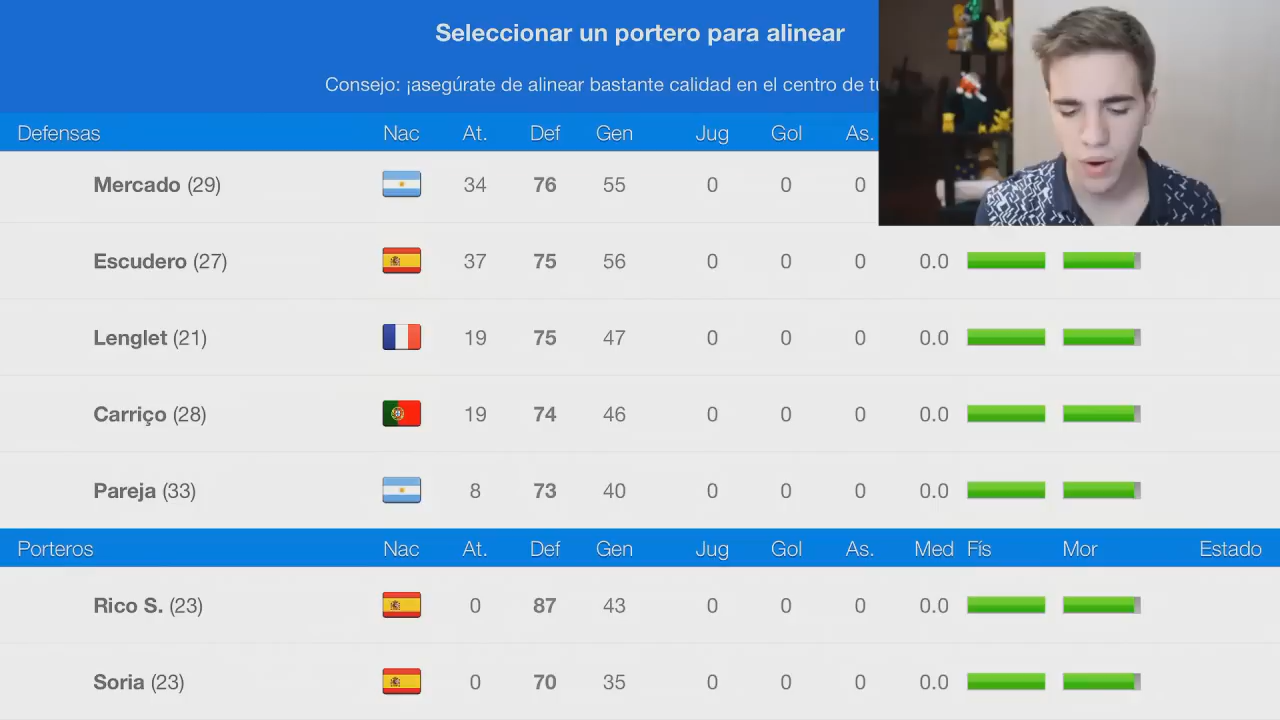 Seleccionar un portero para alinear
Consejo: ¡asegúrate de alinear bastante calidad en el centro de
Defensas Nac At. Def Gen Jug Gol As.
Mercado (29) 34 76 55 0 0 0
Escudero (27) 37 75 56 0 0 0 0.0
Lenglet (21) 19 75 47 0 0 0 0.0
Carriço (28) 19 74 46 0 0 0 0.0
Pareja (33) 8 73 40 0 0 0 0.0
Porteros Nac At. Def Gen Jug Gol As. Med Fís Mor Estado
Rico S. (23) 0 87 43 0 0 0 0.0
Soria (23) 0 70 35 0 0 0 0.0